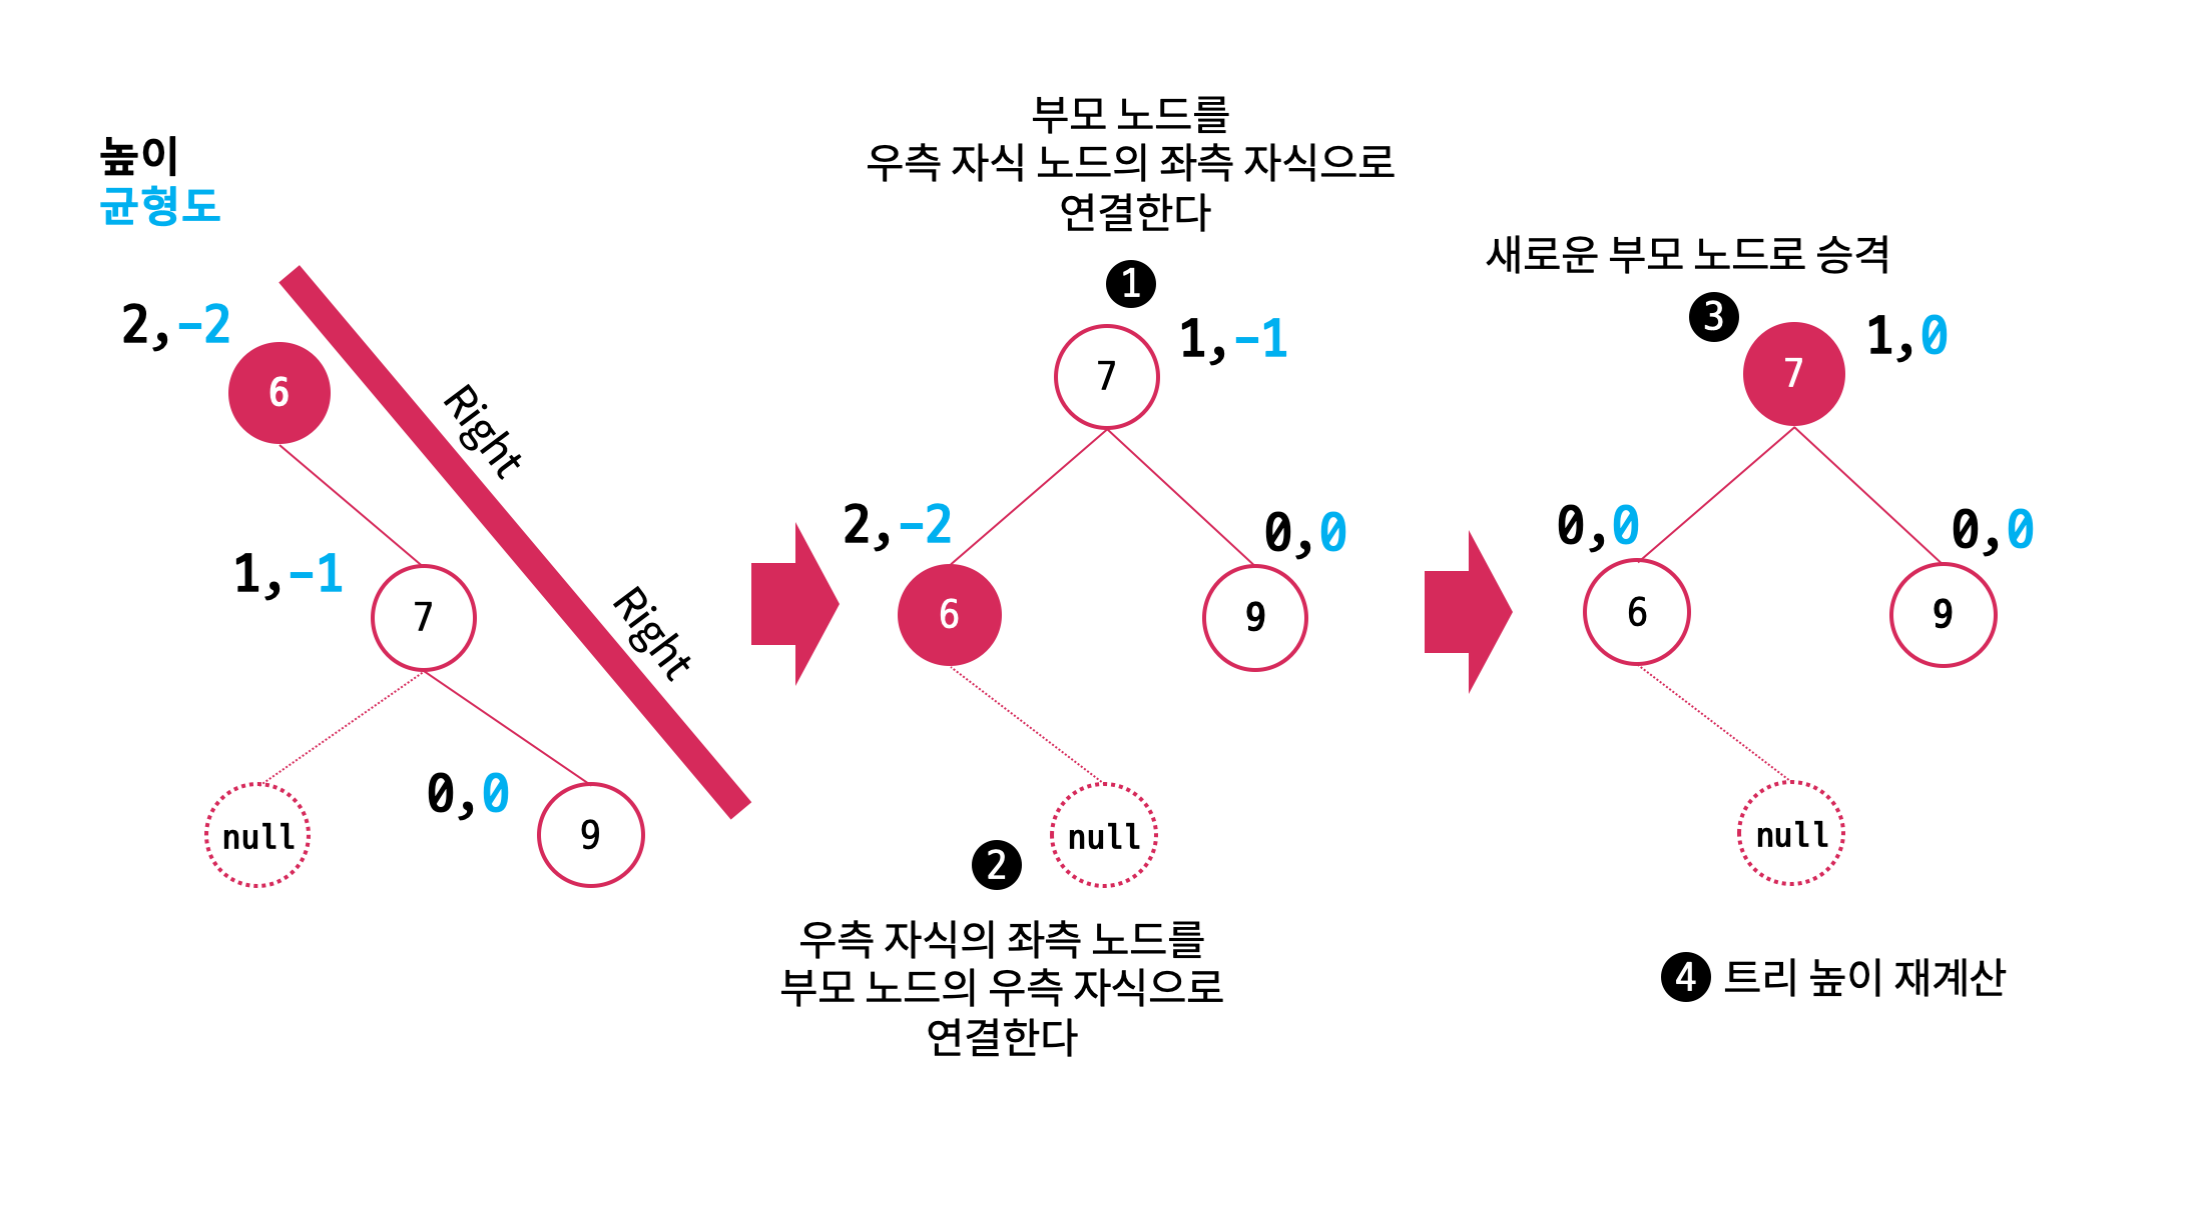 높이
균형도
2,-2
6
Right
1,-1
7
Right
null
0,0
9
부모 노드를
우측 자식 노드의 좌측 자식으로
연결한다
1
7
1,-1
2,-2
6
0,0
9
null
2
우측 자식의 좌측 노드를
부모 노드의 우측 자식으로
연결한다
새로운 부모 노드로 승격
3
7
1,0
0,0
6
0,0
9
null
4 트리 높이 재계산